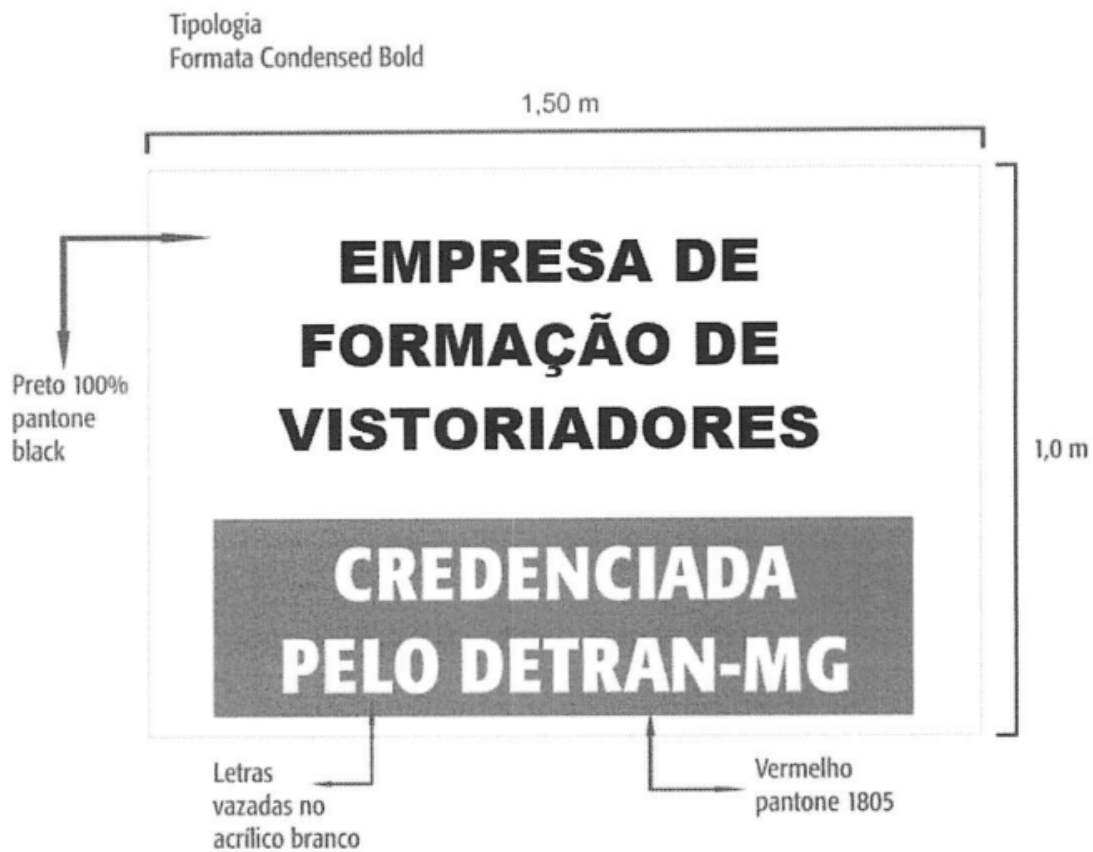 Tipologia
Formata Condensed Bold
1,50 m
EMPRESA DE
FORMAÇÃO DE
VISTORIADORES
Preto 100%
pantone
black
1,0 m
CREDENCIADA
PELO DETRAN-MG
Letras
vazadas no
acrílico branco
Vermelho
pantone 1805